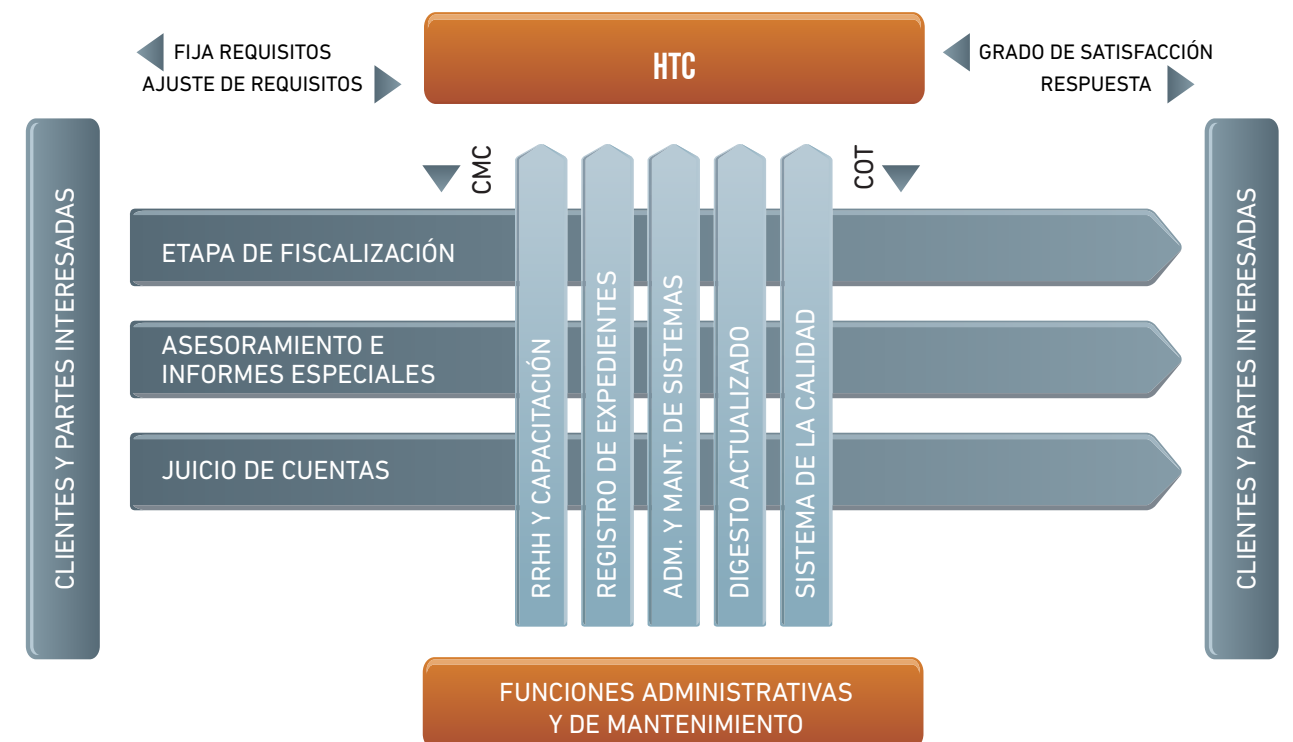 FIJA REQUISITOS
AJUSTE DE REQUISITOS
HTC
GRADO DE SATISFACCIÓN
RESPUESTA
CLIENTES Y PARTES INTERESADAS
CMC
COT
ETAPA DE FISCALIZACIÓN
ASESORAMIENTO E
INFORMES ESPECIALES
JUICIO DE CUENTAS
RRHH Y CAPACITACIÓN
REGISTRO DE EXPEDIENTES
ADM. Y MANT. DE SISTEMAS
DIGESTO ACTUALIZADO
SISTEMA DE LA CALIDAD
CLIENTES Y PARTES INTERESADAS
FUNCIONES ADMINISTRATIVAS
Y DE MANTENIMIENTO